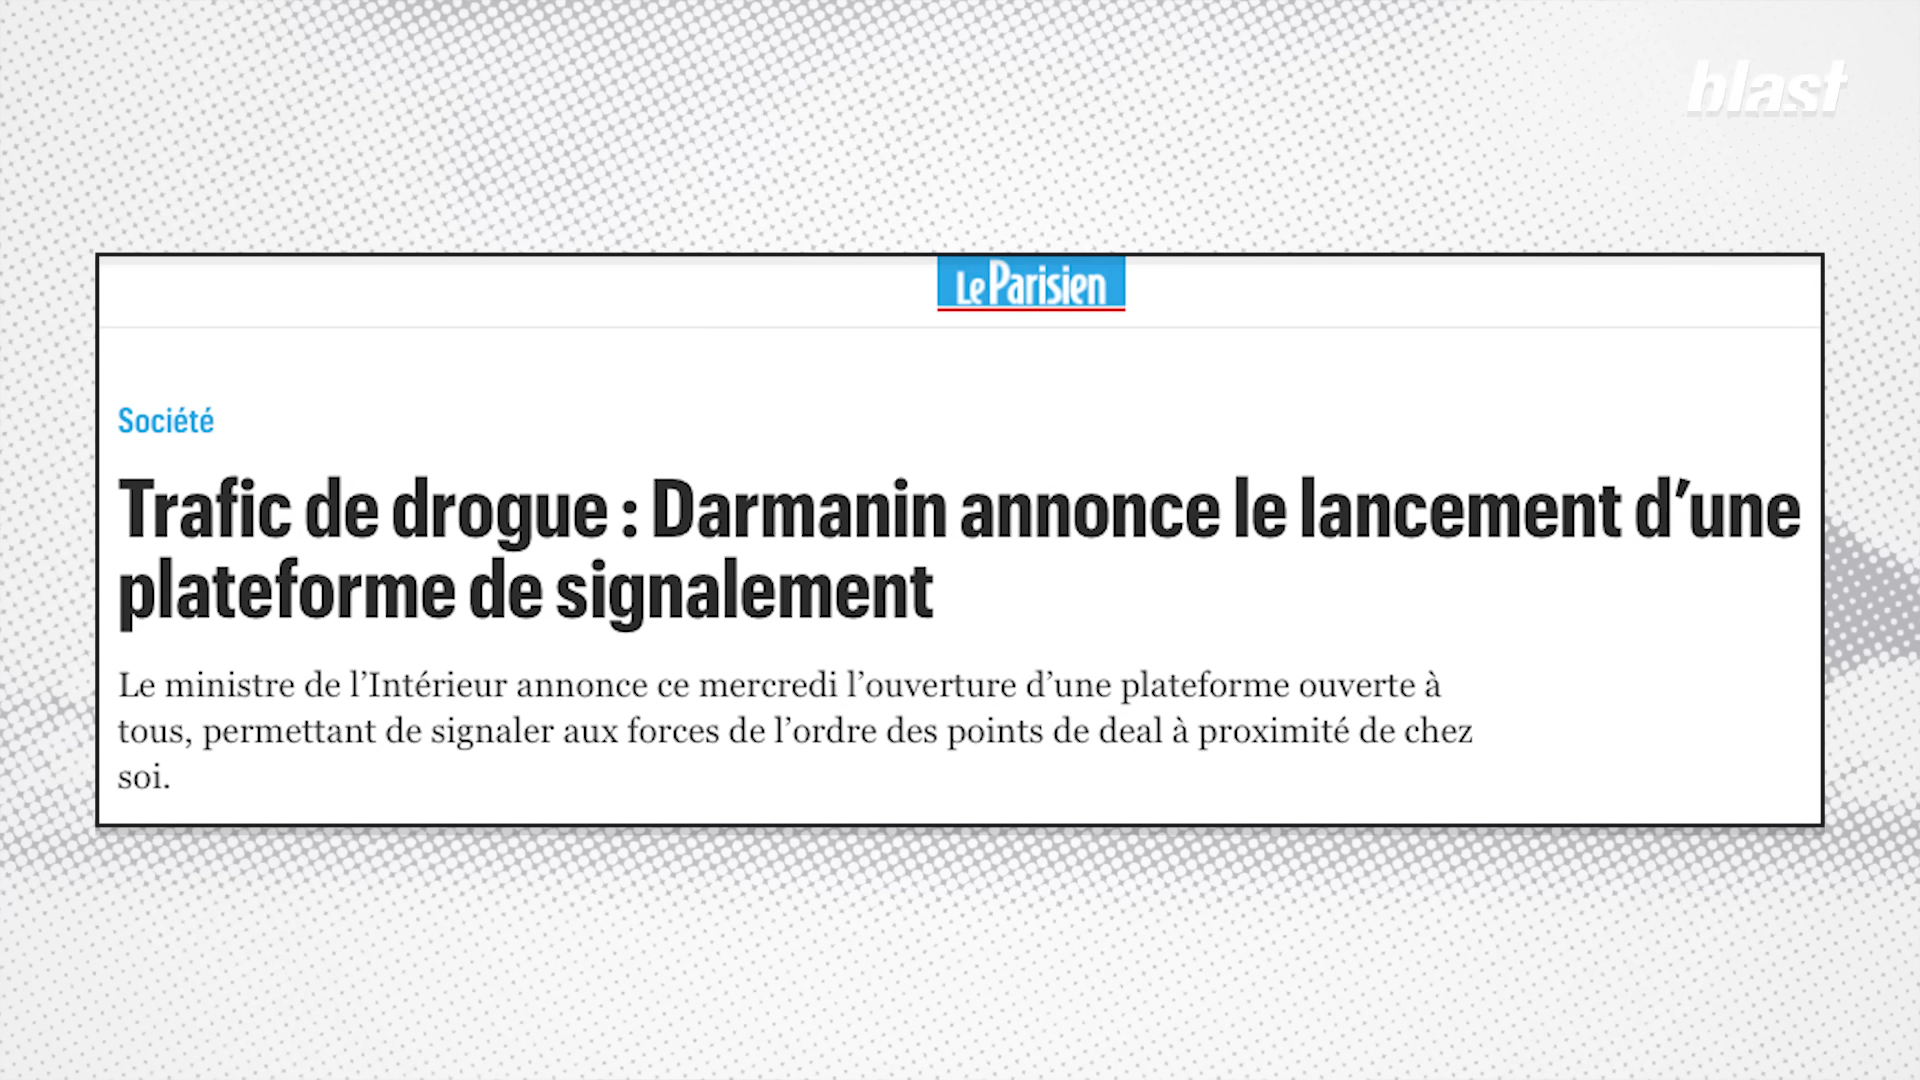 blast
Le Parisien
Société
Trafic de drogue : Darmanin annonce le lancement d’une
plateforme de signalement
Le ministre de l’Intérieur annonce ce mercredi l’ouverture d’une plateforme ouverte à
tous, permettant de signaler aux forces de l’ordre des points de deal à proximité de chez
soi.